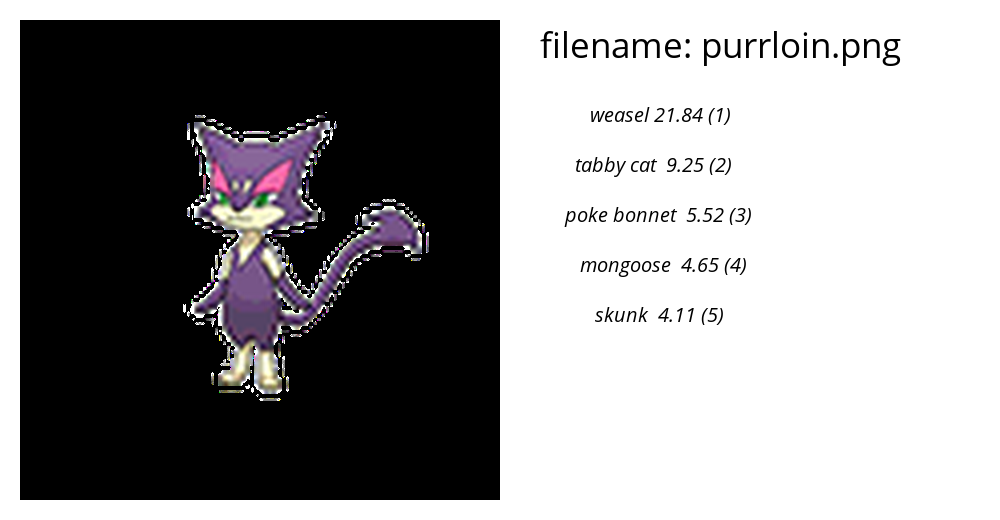 filename: purrloin.png
weasel 21.84 (1)
tabby cat 9.25 (2)
poke bonnet 5.52 (3)
mongoose 4.65 (4)
skunk 4.11 (5)